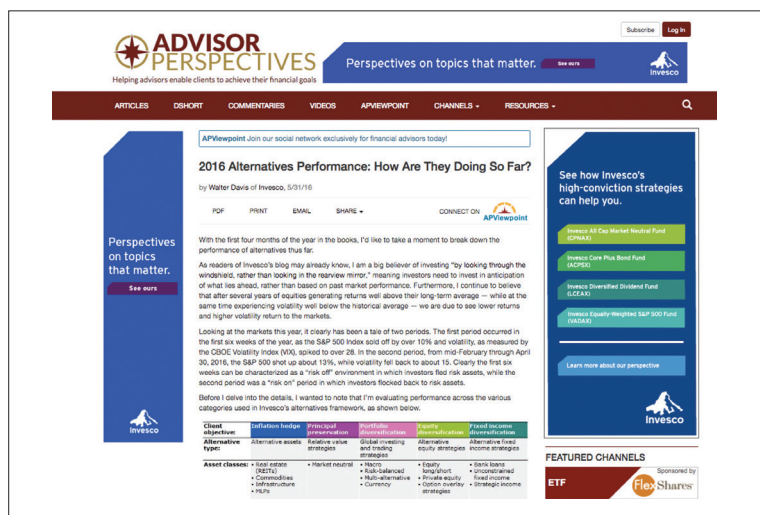 Subscribe Log In
ADVISOR
PERSPECTIVES
Helping advisors enable clients to achieve their financial goals
Perspectives on topics that matter. See ours
Invesco
ARTICLES DSHORT COMMENTARIES VIDEOS APVIEWPOINT CHANNELS RESOURCES
APViewpoint Join our social network exclusively for financial advisors today!
2016 Alternatives Performance: How Are They Doing So Far?
by Walter Davis of Invesco, 5/31/16
PDF PRINT EMAIL SHARE CONNECT ON
APViewpoint
With the first four months of the year in the books, I'd like to take a moment to break down the
performance of alternatives thus far.
As readers of Invesco's blog may already know, I am a big believer of investing "by looking through the
windshield, rather than looking in the rearview mirror," meaning investors need to invest in anticipation
of what lies ahead, rather than based on past market performance. Furthermore, I continue to believe
that after several years of equities generating returns well above their long-term average — while at the
same time experiencing volatility well below the historical average — we are due to see lower returns
and higher volatility return to the markets.
Looking at the markets this year, it clearly has been a tale of two periods. The first period occurred in
the first six weeks of the year, as the S&P 500 Index sold off by over 10% and volatility, as measured by
the CBOE Volatility Index (VIX), spiked to over 28. In the second period, from mid-February through April
30, 2016, the S&P 500 shot up about 13%, while volatility fell back to about 15. Clearly the first six
weeks can be characterized as a "risk off" environment in which investors fled risk assets, while the
second period was a "risk on" period in which investors flocked back to risk assets.
Before I delve into the details, I wanted to note that I'm evaluating performance across the various
categories used in Invesco's alternatives framework, as shown below.
Client Inflation hedge Principal Portfolio Equity Fixed income
objective: preservation diversification diversification diversification
Alternative Alternative assets Relative value Global investing Alternative Alternative fixed
type: strategies and trading equity strategies income strategies
strategies
Asset classes: • Real estate • Market neutral • Macro • Equity • Bank loans
(REITs) • Risk-balanced long/short • Unconstrained
• Commodities • Multi-alternative • Private equity fixed income
• Infrastructure • Currency • Option overlay • Strategic income
• MLPs strategies
Perspectives
on topics
that matter.
See ours
Invesco
See how Invesco's
high-conviction strategies
can help you.
Invesco All Cap Market Neutral Fund
(CPNAX)
Invesco Core Plus Bond Fund
(ACPSX)
Invesco Diversified Dividend Fund
(LCEAX)
Invesco Equally-Weighted S&P 500 Fund
(VADAX)
Learn more about our perspective
Invesco
FEATURED CHANNELS
ETF
Sponsored by
FlexShares